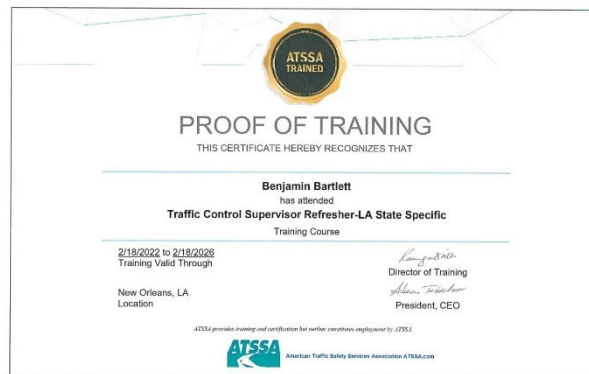 ATSSA
TRAINED
PROOF OF TRAINING
THIS CERTIFICATE HEREBY RECOGNIZES THAT
Benjamin Bartlett
has attended
Traffic Control Supervisor Refresher-LA State Specific
Training Course
2/18/2022 to 2/18/2026
Training Valid Through
Director of Training
New Orleans, LA
Location
President, CEO
ATSSA provides training and certification but neither constitutes employment by ATSSA.
ATSSA
American Traffic Safety Services Association ATSSA.com